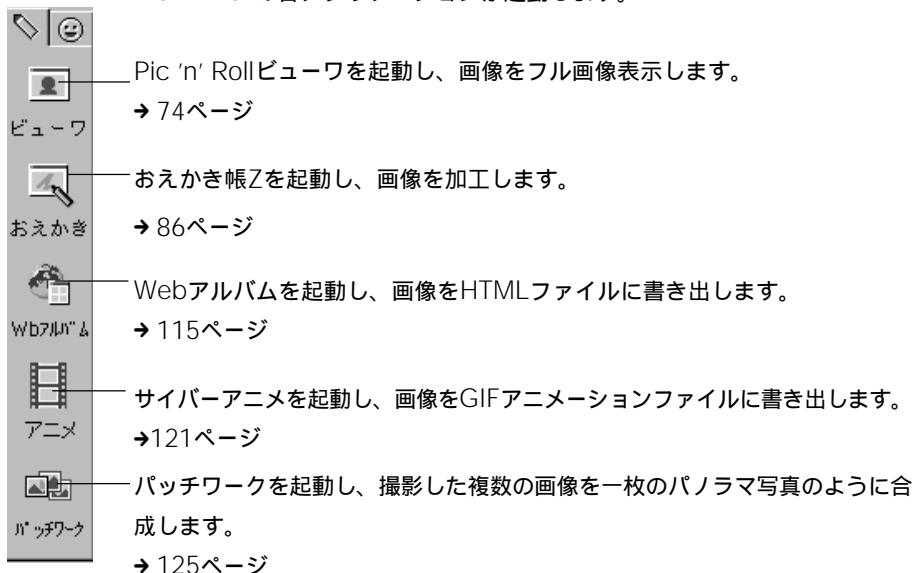 Pic ’n’ Rollビューワを起動し、画像をフル画像表示します。
→ 74ページ
ビューワ
おえかき帳Zを起動し、画像を加工します。
おえかき
→ 86ページ
Webアルバムを起動し、画像をHTMLファイルに書き出します。
Wbアルバム
→ 115ページ
サイバーアニメを起動し、画像をGIFアニメーションファイルに書き出します。
アニメ
→121ページ
パッチワークを起動し、撮影した複数の画像を一枚のパノラマ写真のように合
パッチワーク
成します。
→ 125ページ